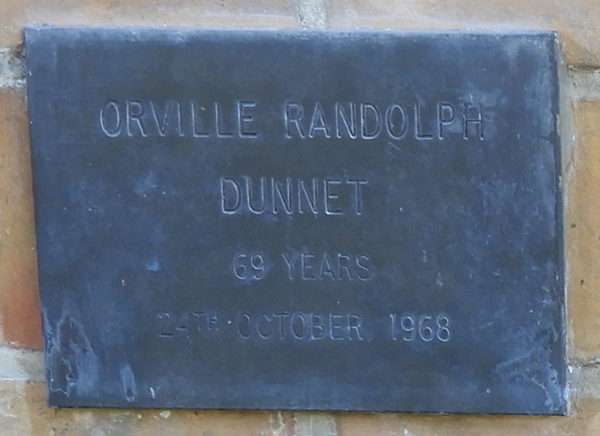 ORVILLE RANDOLPH
DUNNET
69 YEARS
24TH OCTOBER 1968